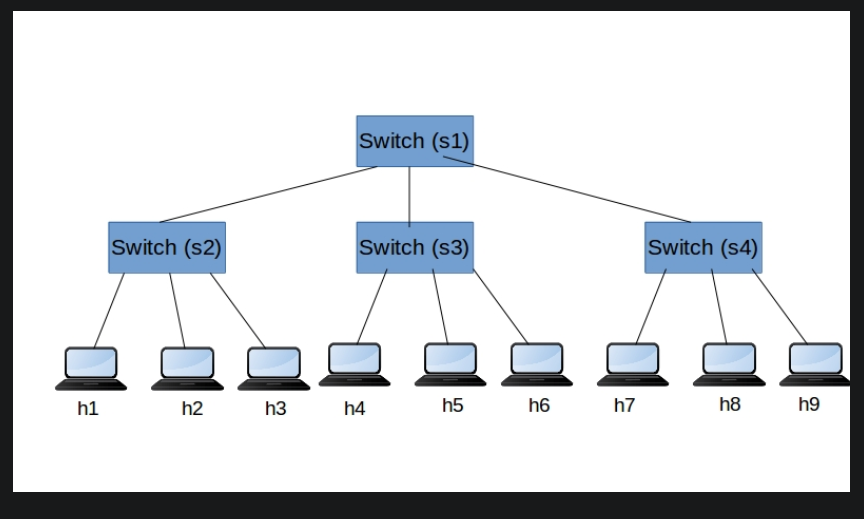 Switch (s1)
Switch (s2)
Switch (s3)
Switch (s4)
h1
h2
h3
h4
h5
h6
h7
h8
h9